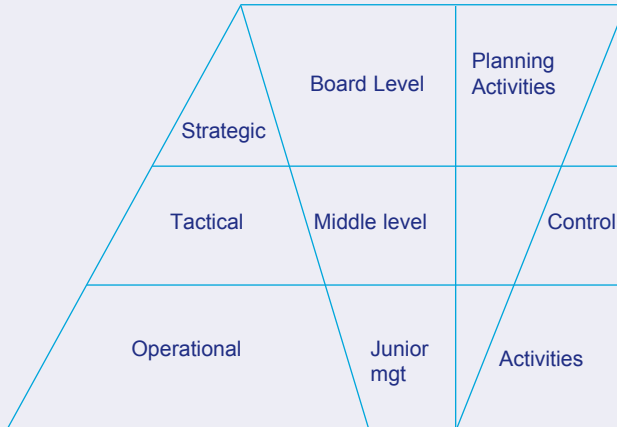 Board Level
Planning
Activities
Strategic
Tactical
Middle level
Control
Operational
Junior
mgt
Activities